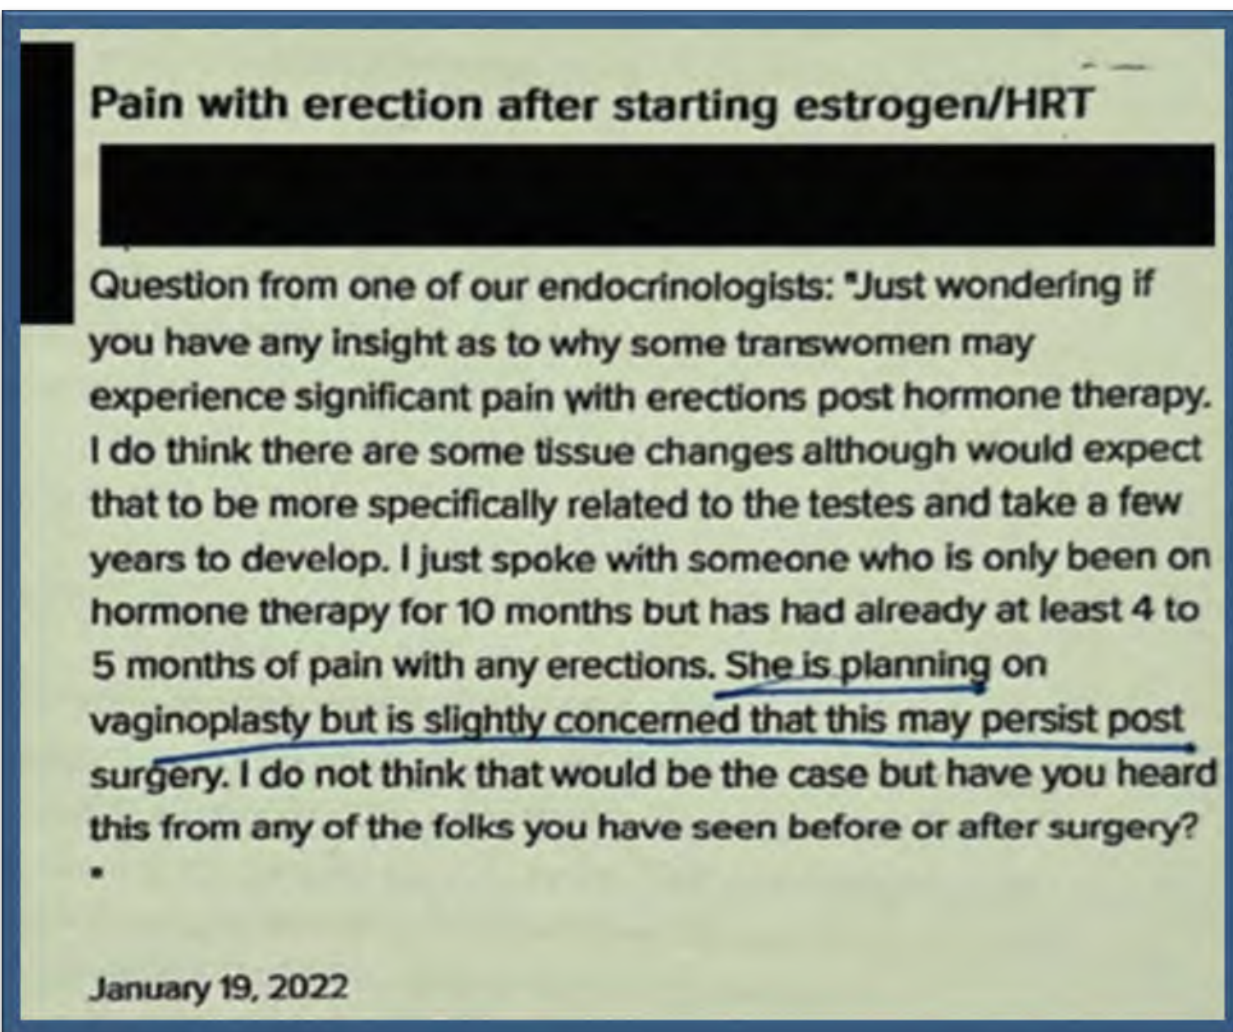 Pain with erection after starting estrogen/HRT
Question from one of our endocrinologists: "Just wondering if
you have any insight as to why some transwomen may
experience significant pain with erections post hormone therapy.
I do think there are some tissue changes although would expect
that to be more specifically related to the testes and take a few
years to develop. I just spoke with someone who is only been on
hormone therapy for 10 months but has had already at least 4 to
5 months of pain with any erections. She is planning on
vaginoplasty but is slightly concerned that this may persist post
surgery. I do not think that would be the case but have you heard
this from any of the folks you have seen before or after surgery?
"
January 19, 2022